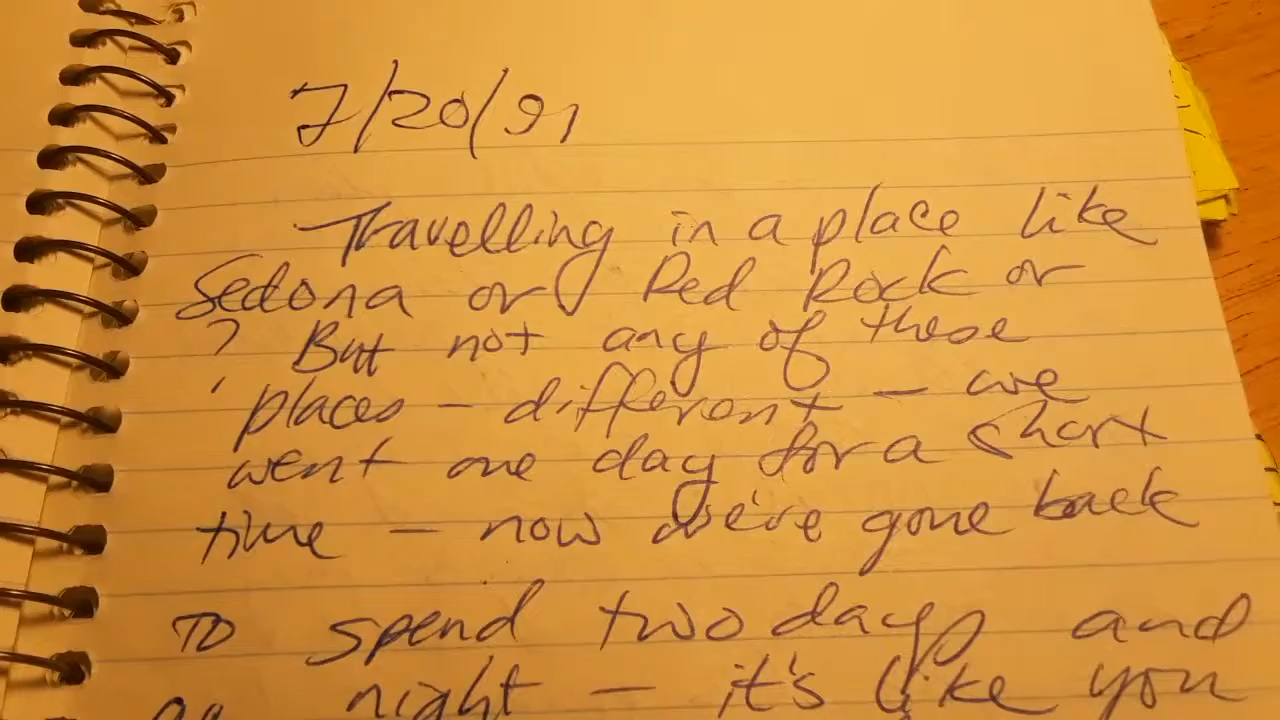 7/20/91
Travelling in a place like
Sedona or Red Rock or
? But not any of these
places – different – we
went one day for a short
time – now we've gone back
to spend two days and
night – it's like you